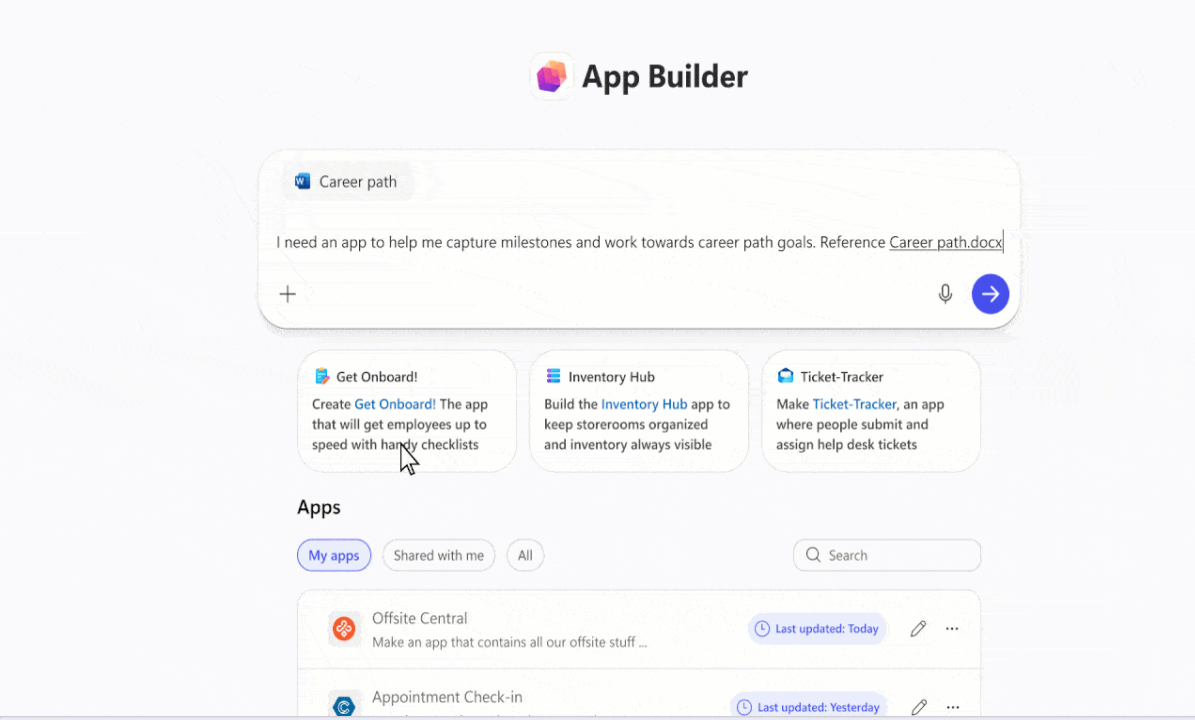 App Builder
Career path
I need an app to help me capture milestones and work towards career path goals. Reference Career path.docx
Get Onboard!
Create Get Onboard! The app
that will get employees up to
speed with handy checklists
Inventory Hub
Build the Inventory Hub app to
keep storerooms organized
and inventory always visible
Ticket-Tracker
Make Ticket-Tracker, an app
where people submit and
assign help desk tickets
Apps
My apps
Shared with me
All
Search
Offsite Central
Make an app that contains all our offsite stuff ...
Last updated: Today
Appointment Check-in
Last updated: Yesterday